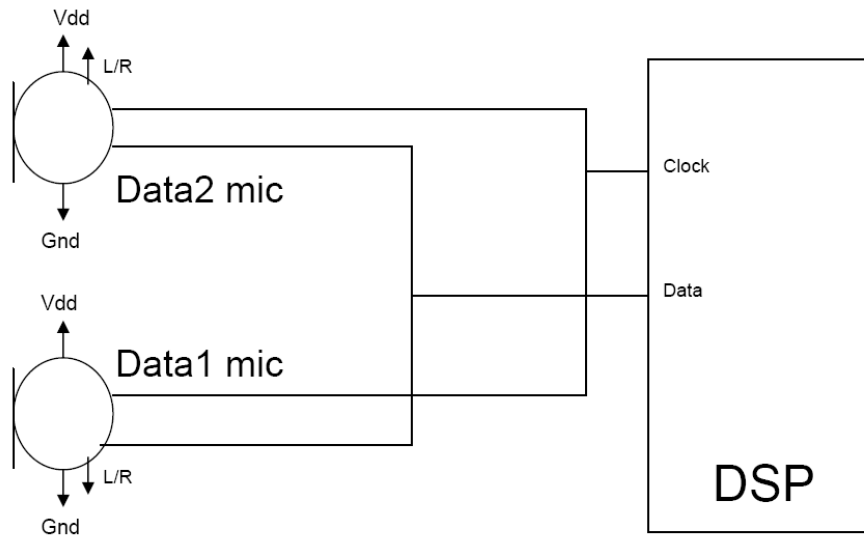 Vdd
L/R
Clock
Data2 mic
Gnd
Data
Vdd
Data1 mic
L/R
DSP
Gnd